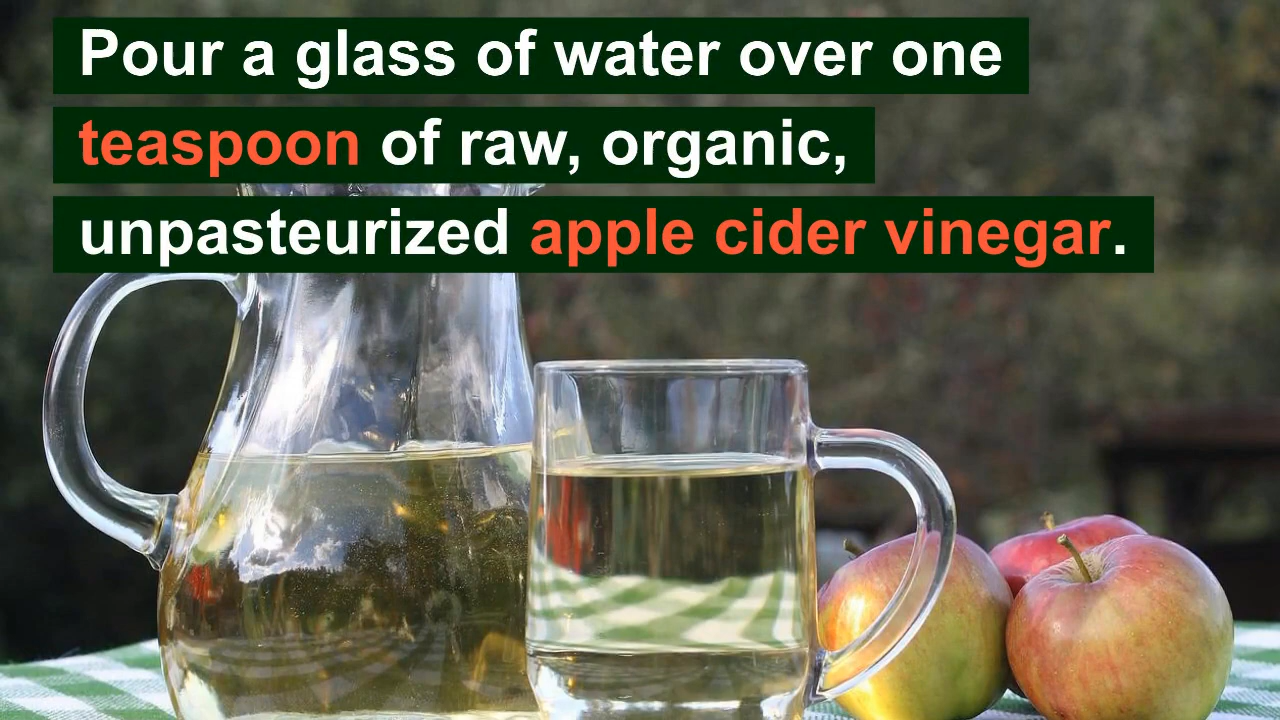 Pour a glass of water over one
teaspoon of raw, organic,
unpasteurized apple cider vinegar.